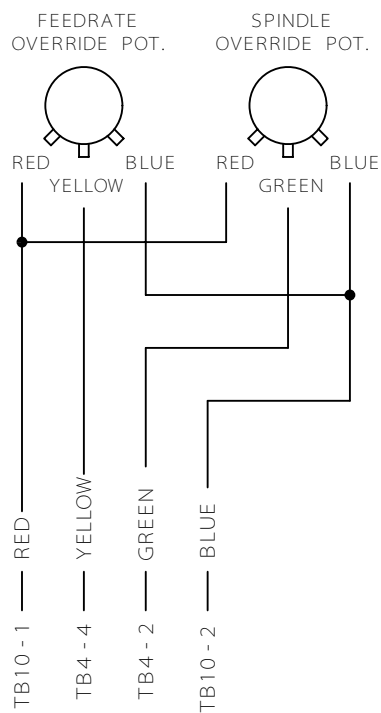 FEEDRATE
OVERRIDE POT.
SPINDLE
OVERRIDE POT.
RED
BLUE
YELLOW
RED
BLUE
GREEN
RED
YELLOW
GREEN
BLUE
TB10 - 1
TB4 - 4
TB4 - 2
TB10 - 2